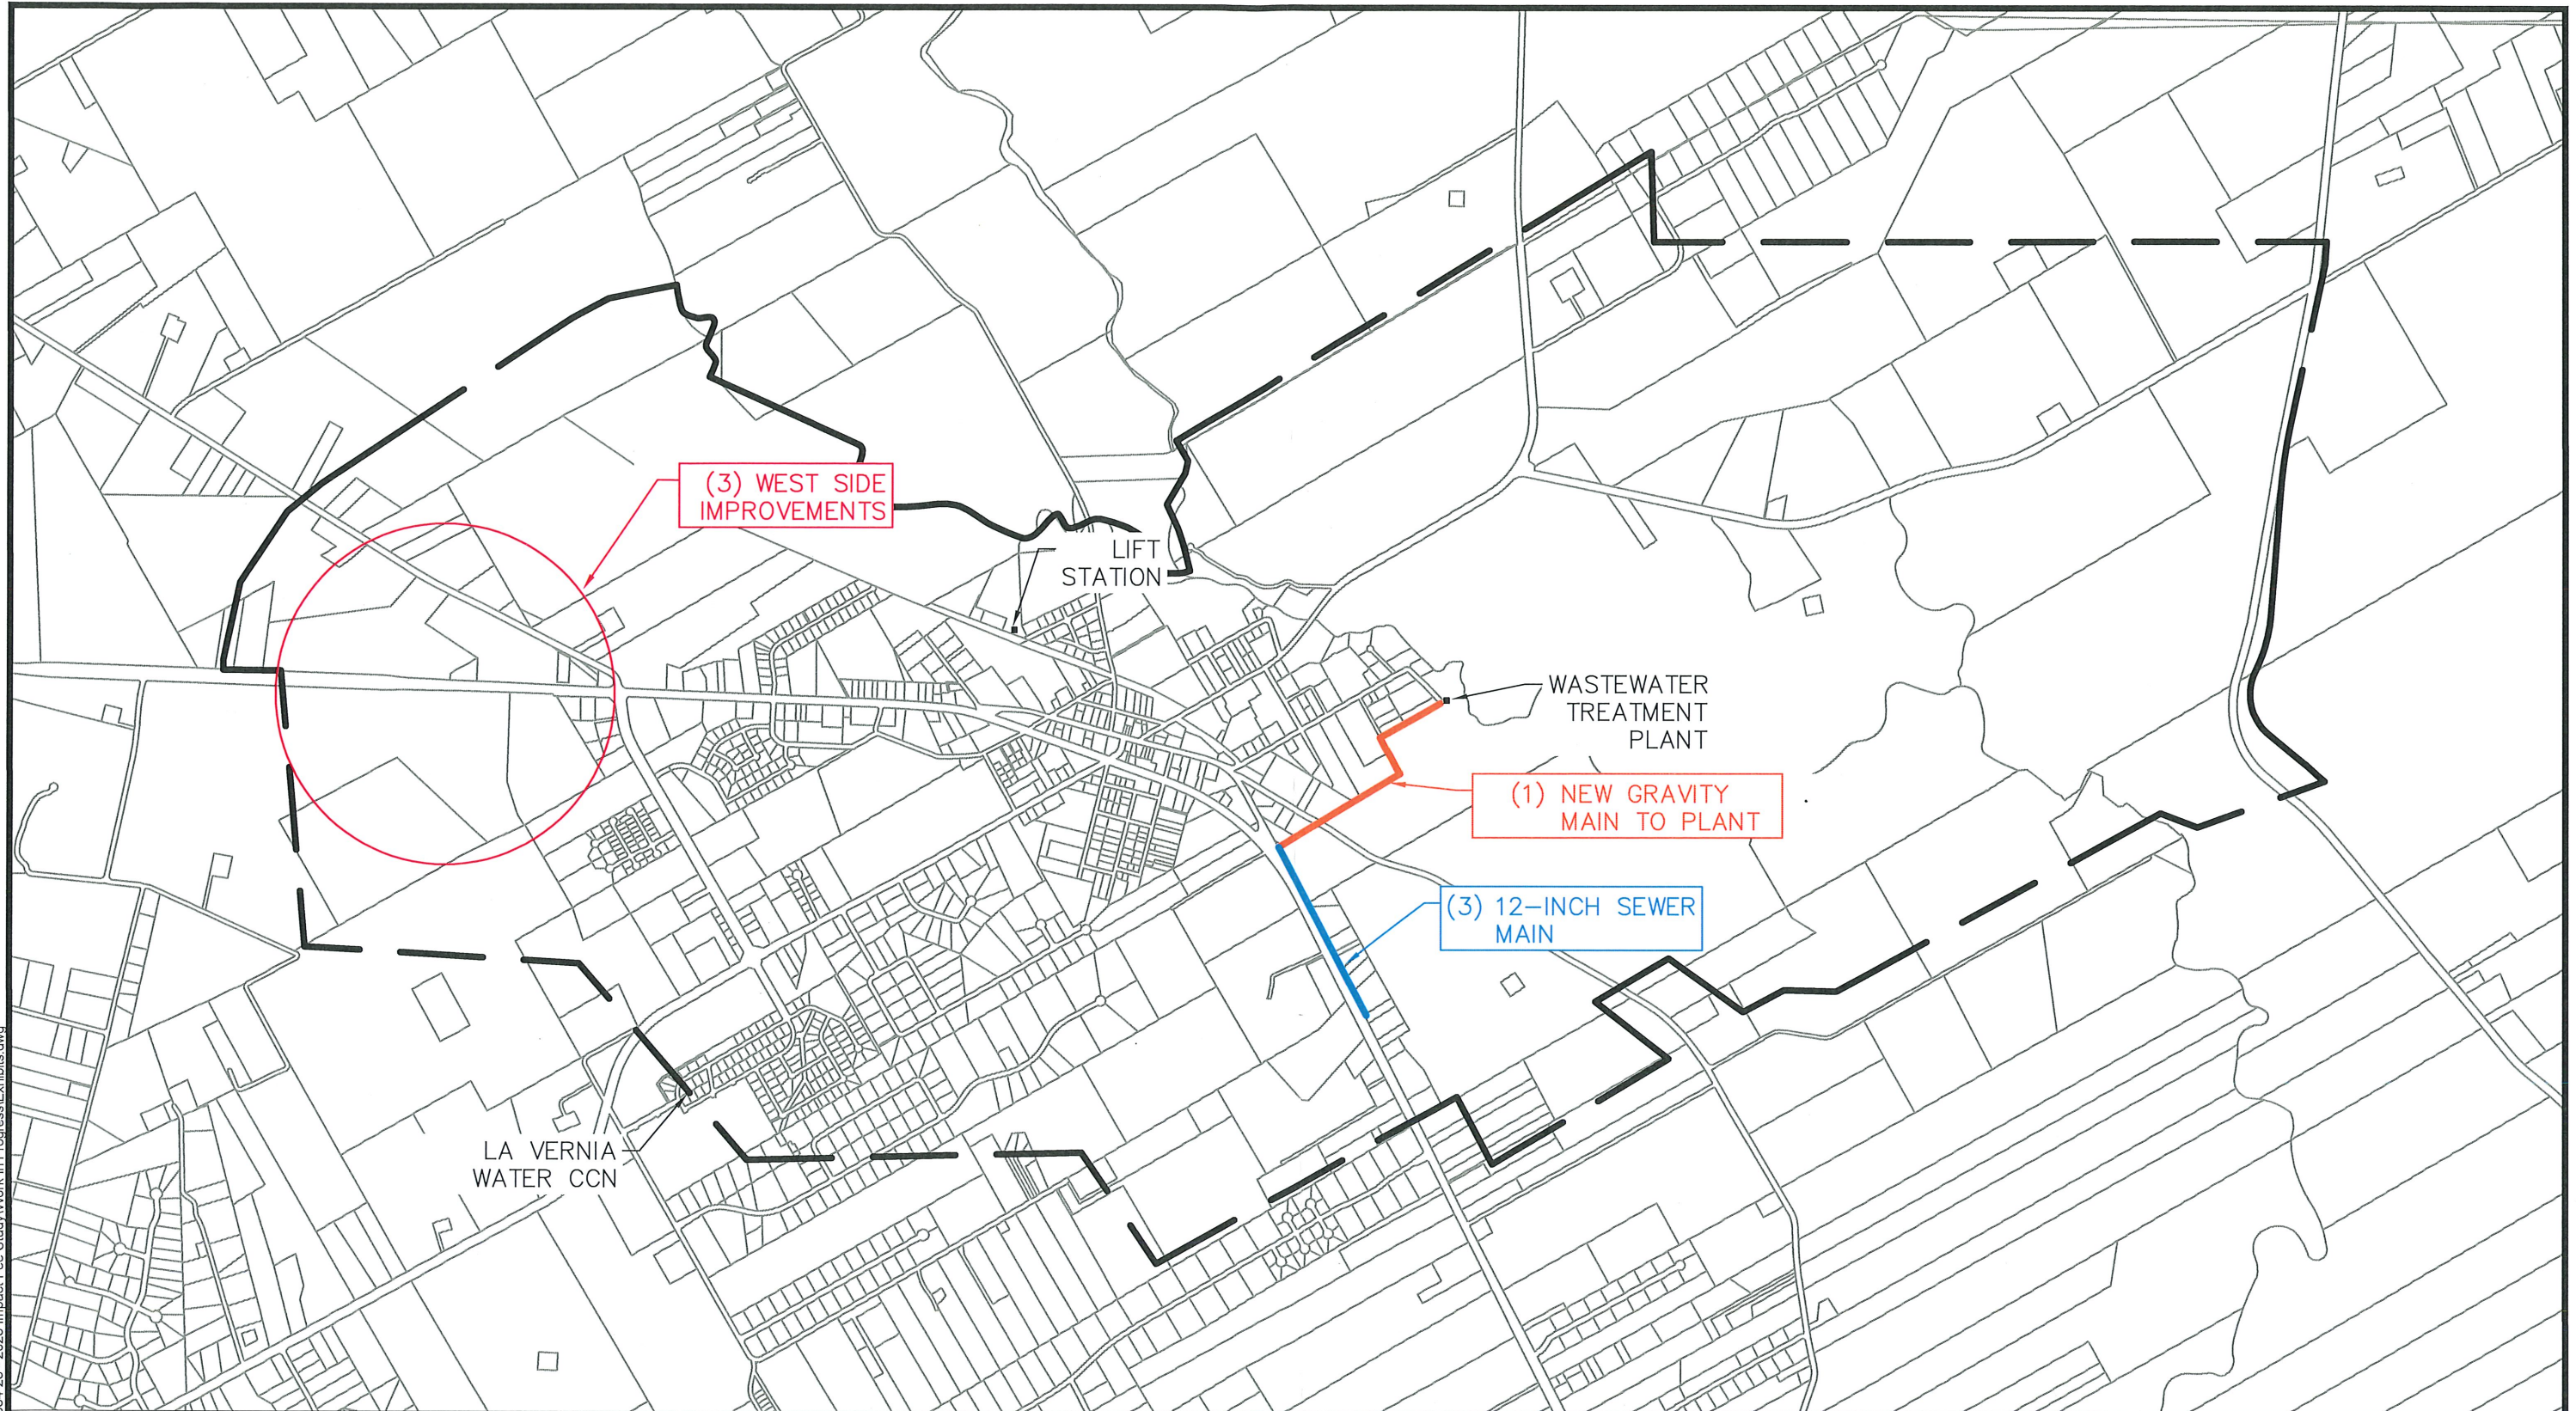 (3) WEST SIDE
IMPROVEMENTS
LIFT
STATION
WASTEWATER
TREATMENT
PLANT
(1) NEW GRAVITY
MAIN TO PLANT
(3) 12-INCH SEWER
MAIN
LA VERNIA
WATER CCN